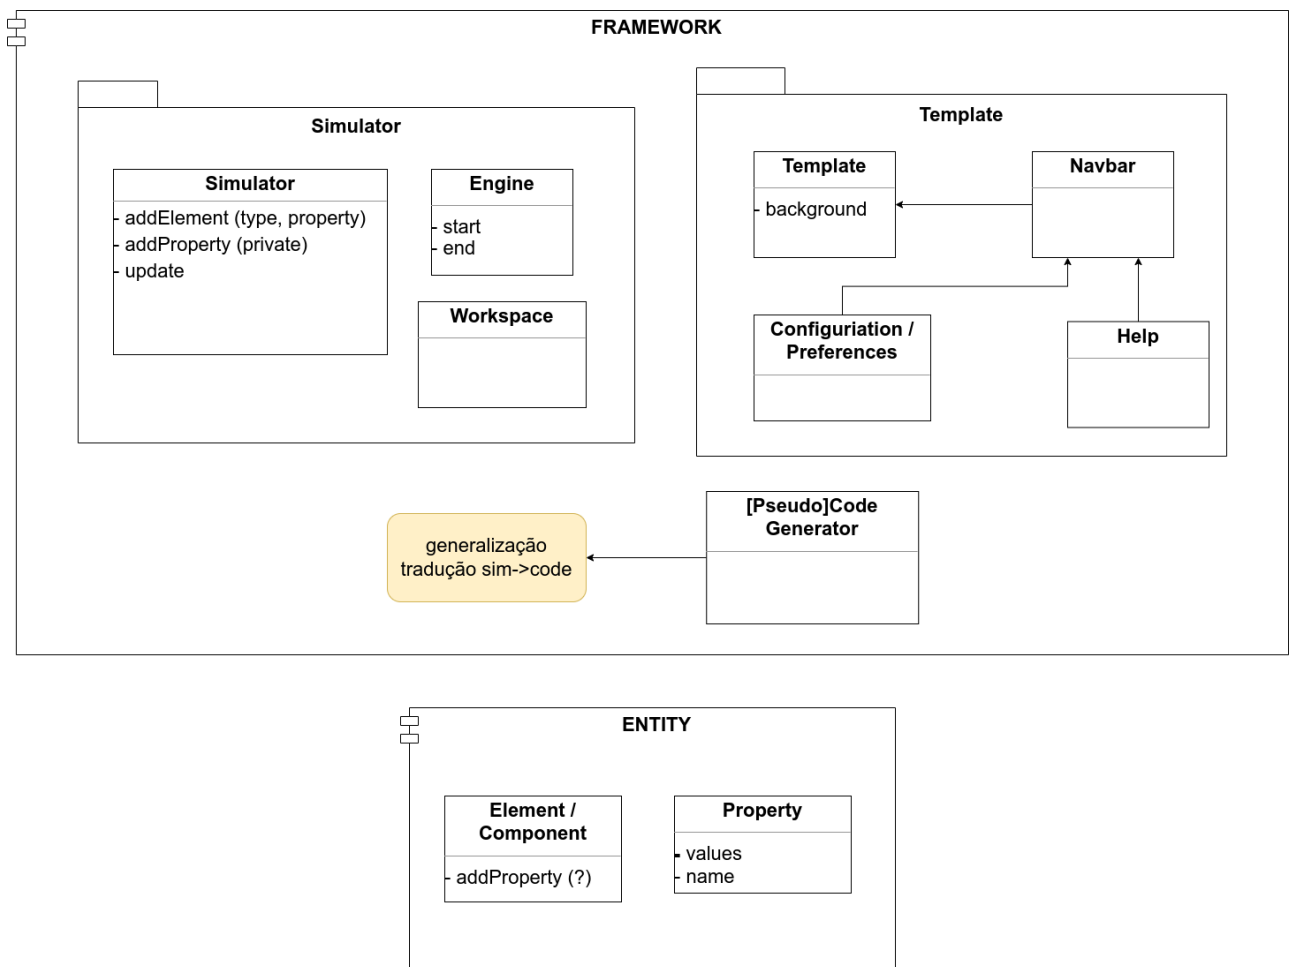 FRAMEWORK
Simulator
Simulator
- addElement (type, property)
- addProperty (private)
- update
Engine
- start
- end
Workspace
Template
Template
- background
Navbar
Configuriation /
Preferences
Help
generalização
tradução sim->code
[Pseudo]Code
Generator
ENTITY
Element /
Component
- addProperty (?)
Property
- values
- name